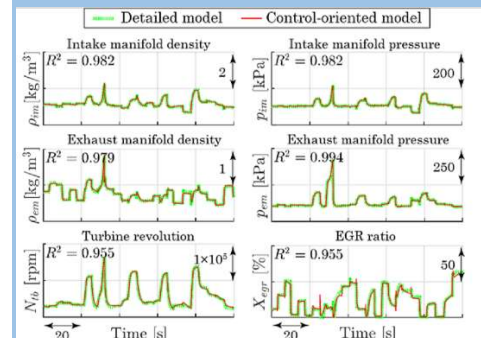 Detailed model Control-oriented model
Intake manifold density
R² = 0.982
2
ρim[kg/m³]
Intake manifold pressure
R² = 0.982
200
pim [kPa]
Exhaust manifold density
R² = 0.979
1
ρem[kg/m³]
Exhaust manifold pressure
R² = 0.994
250
pem [kPa]
Turbine revolution
R² = 0.955
1×10⁵
Ntb [rpm]
EGR ratio
R² = 0.955
50
Xegr [%]
20 Time [s]
20 Time [s]